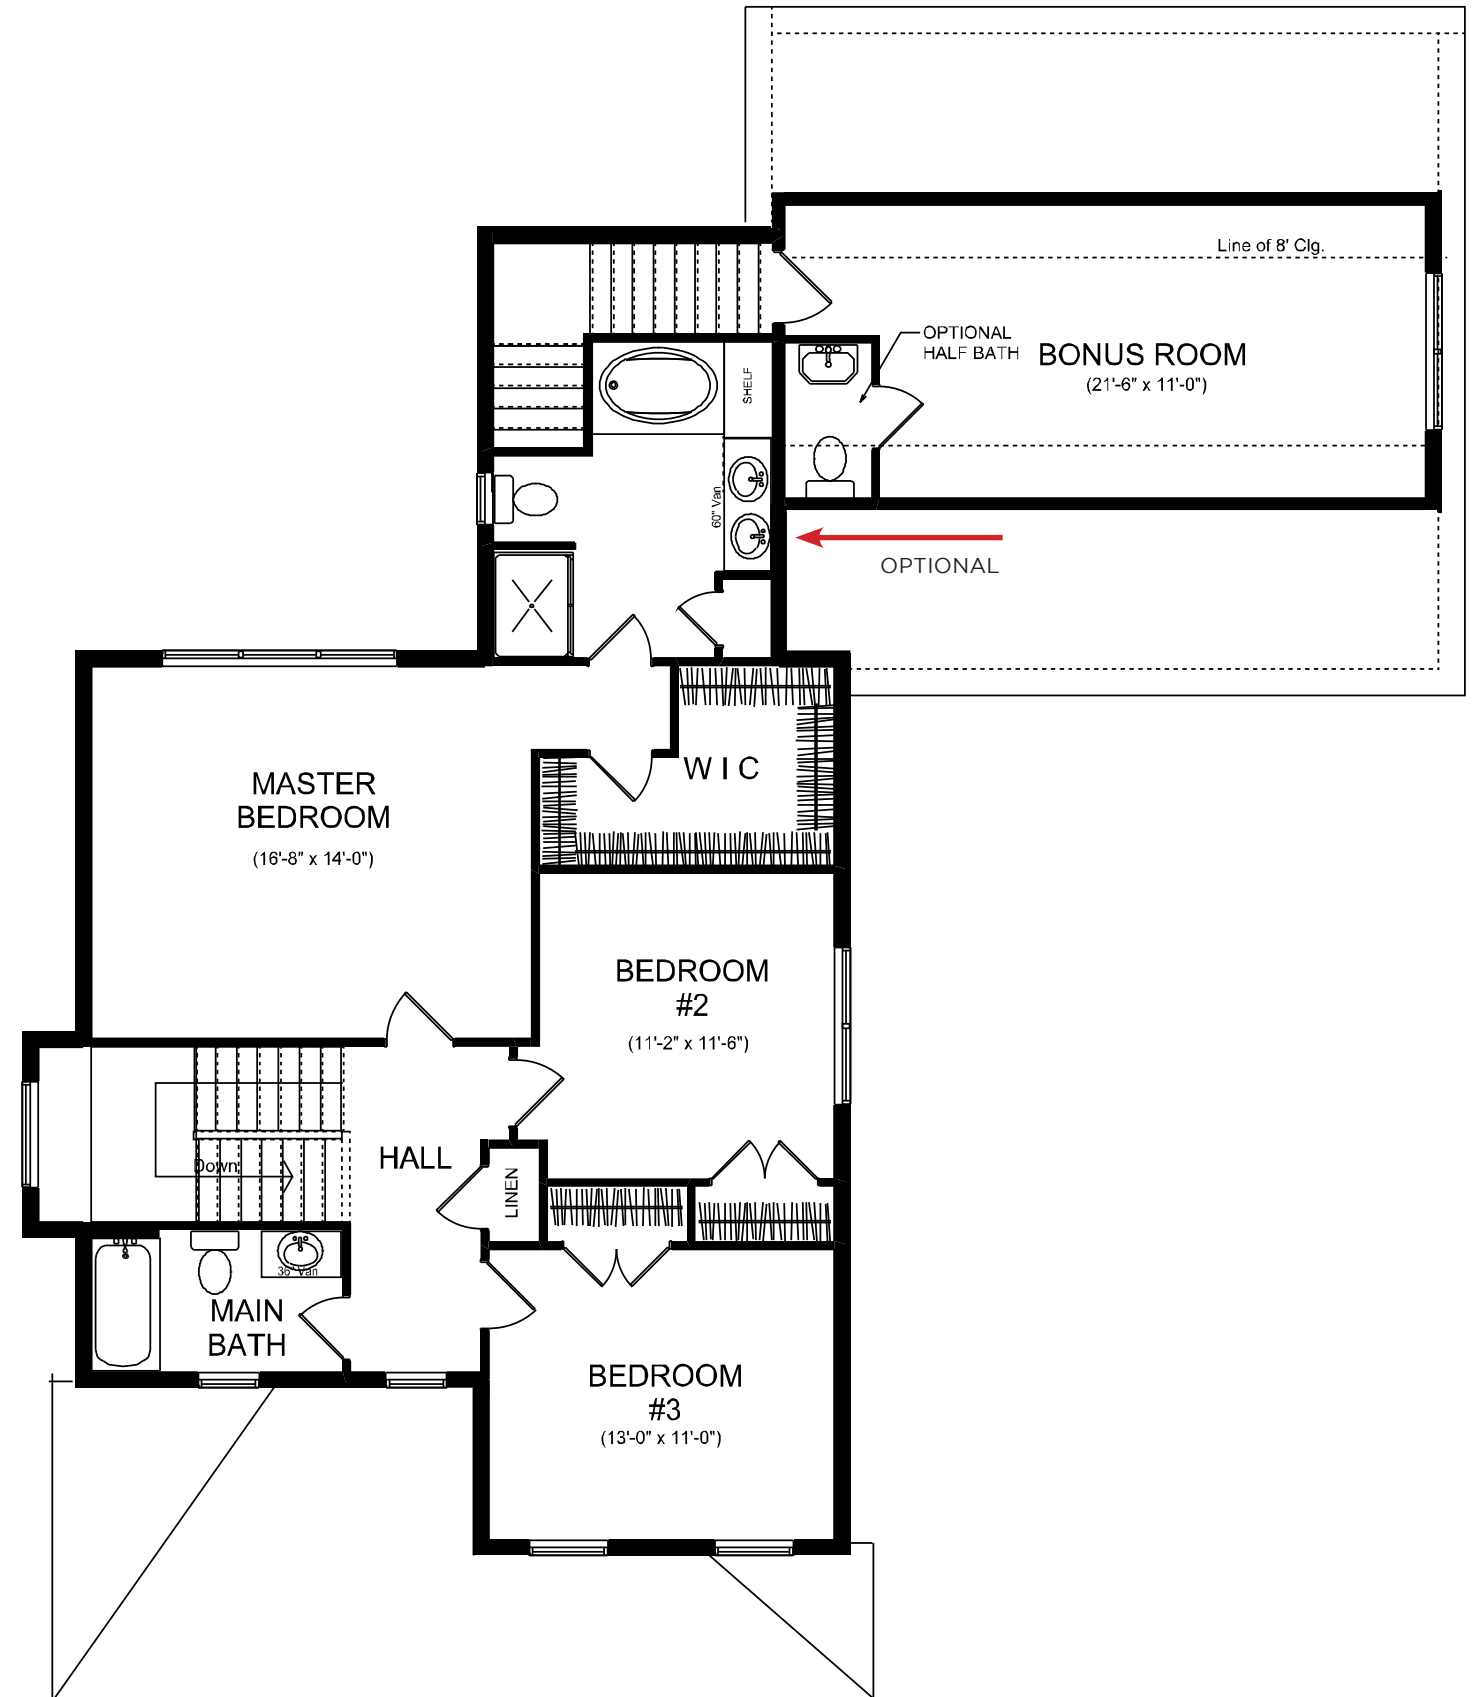 Line of 8' Clg.
OPTIONAL
HALF BATH
BONUS ROOM
(21'-6" x 11'-0")
SHELF
60" Van
OPTIONAL
MASTER
BEDROOM
(16'-8" x 14'-0")
W I C
BEDROOM
#2
(11'-2" x 11'-6")
HALL
Down
LINEN
36" Van
MAIN
BATH
BEDROOM
#3
(13'-0" x 11'-0")